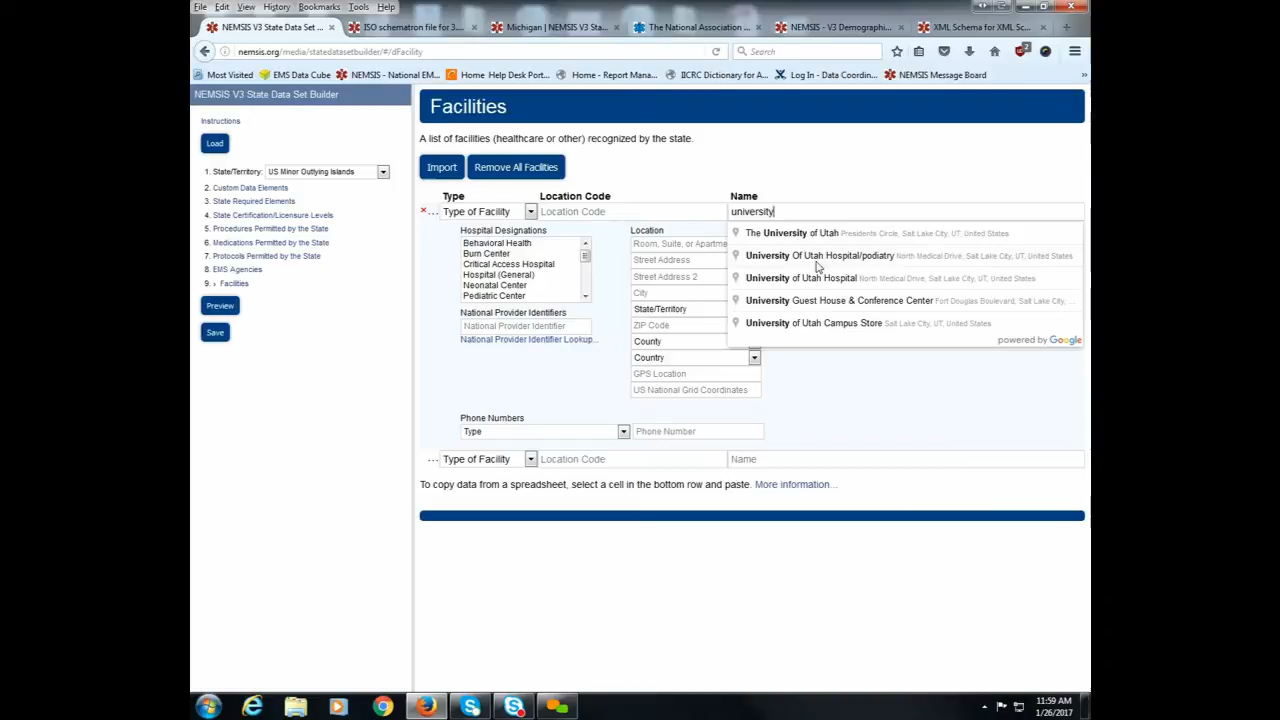 File Edit View History Bookmarks Tools Help
NEMSIS V3 State Data Set ... × ISO schematron file for 3.... × Michigan | NEMSIS V3 Sta... × The National Association ... × NEMSIS - V3 Demographi... × XML Schema for XML Sc... × +
nemsis.org/media/statedatasetbuilder/#/dFacility Search 2
Most Visited EMS Data Cube NEMSIS - National EM... Home Help Desk Port... Home - Report Mana... IICRC Dictionary for A... Log In - Data Coordin... NEMSIS Message Board »
NEMSIS V3 State Data Set Builder
Instructions
Load
1. State/Territory: US Minor Outlying Islands
2. Custom Data Elements
3. State Required Elements
4. State Certification/Licensure Levels
5. Procedures Permitted by the State
6. Medications Permitted by the State
7. Protocols Permitted by the State
8. EMS Agencies
9. › Facilities
Preview
Save
Facilities
A list of facilities (healthcare or other) recognized by the state.
Import Remove All Facilities
Type Location Code Name
× ... Type of Facility Location Code university
The University of Utah Presidents Circle, Salt Lake City, UT, United States
University Of Utah Hospital/podiatry North Medical Drive, Salt Lake City, UT, United States
University of Utah Hospital North Medical Drive, Salt Lake City, UT, United States
University Guest House & Conference Center Fort Douglas Boulevard, Salt Lake City, ...
University of Utah Campus Store Salt Lake City, UT, United States
powered by Google
Hospital Designations
Behavioral Health
Burn Center
Critical Access Hospital
Hospital (General)
Neonatal Center
Pediatric Center
National Provider Identifiers
National Provider Identifier
National Provider Identifier Lookup...
Location
Room, Suite, or Apartme
Street Address
Street Address 2
City
State/Territory
ZIP Code
County
Country
GPS Location
US National Grid Coordinates
Phone Numbers
Type Phone Number
... Type of Facility Location Code Name
To copy data from a spreadsheet, select a cell in the bottom row and paste. More information...
11:59 AM
1/26/2017